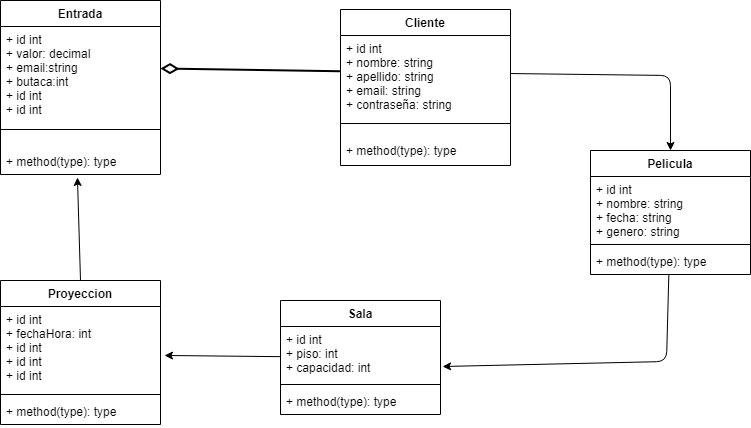 Entrada
+ id int
+ valor: decimal
+ email:string
+ butaca:int
+ id int
+ id int
+ method(type): type
Cliente
+ id int
+ nombre: string
+ apellido: string
+ email: string
+ contraseña: string
+ method(type): type
Pelicula
+ id int
+ nombre: string
+ fecha: string
+ genero: string
+ method(type): type
Proyeccion
+ id int
+ fechaHora: int
+ id int
+ id int
+ id int
+ method(type): type
Sala
+ id int
+ piso: int
+ capacidad: int
+ method(type): type